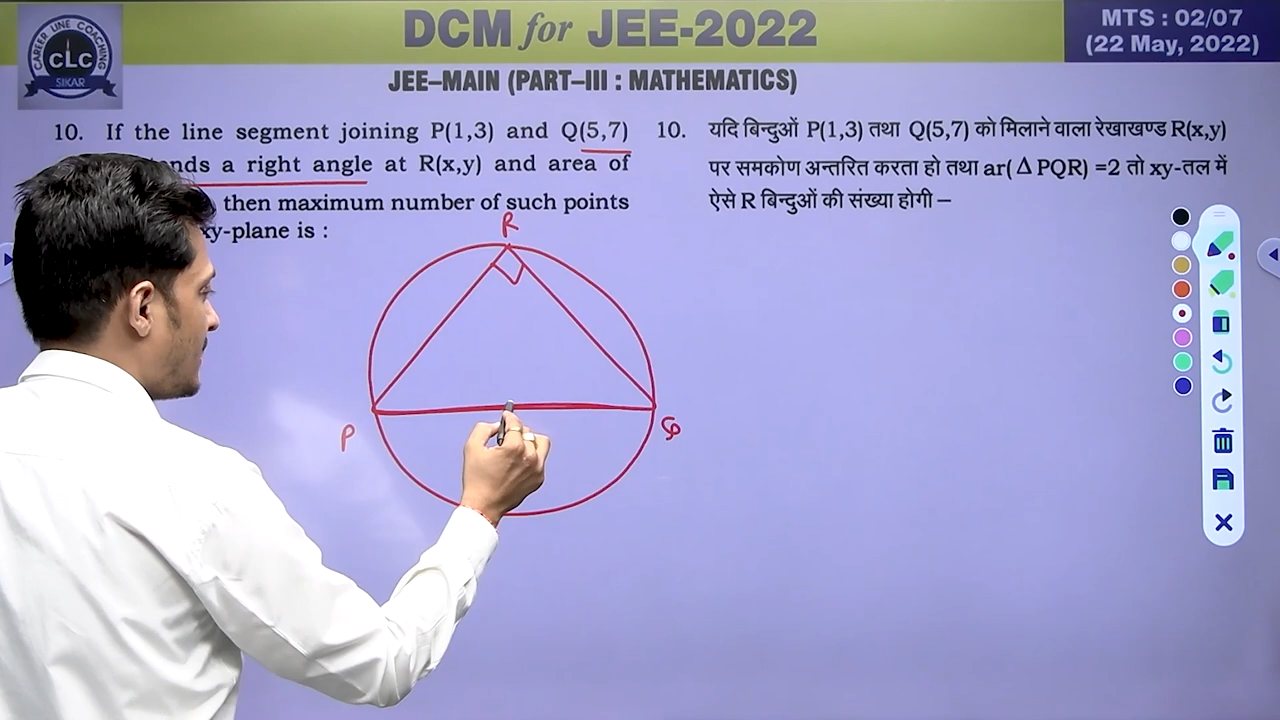 CAREER LINE COACHING
CLC
SIKAR
DCM for JEE-2022
MTS : 02/07
(22 May, 2022)
JEE–MAIN (PART–III : MATHEMATICS)
10. If the line segment joining P(1,3) and Q(5,7)
a right angle at R(x,y) and area of
then maximum number of such points
xy-plane is :
10. यदि बिन्दुओं P(1,3) तथा Q(5,7) को मिलाने वाला रेखाखण्ड R(x,y)
पर समकोण अन्तरित करता हो तथा ar(Δ PQR) =2 तो xy-तल में
ऐसे R बिन्दुओं की संख्या होगी –
R
P
Q